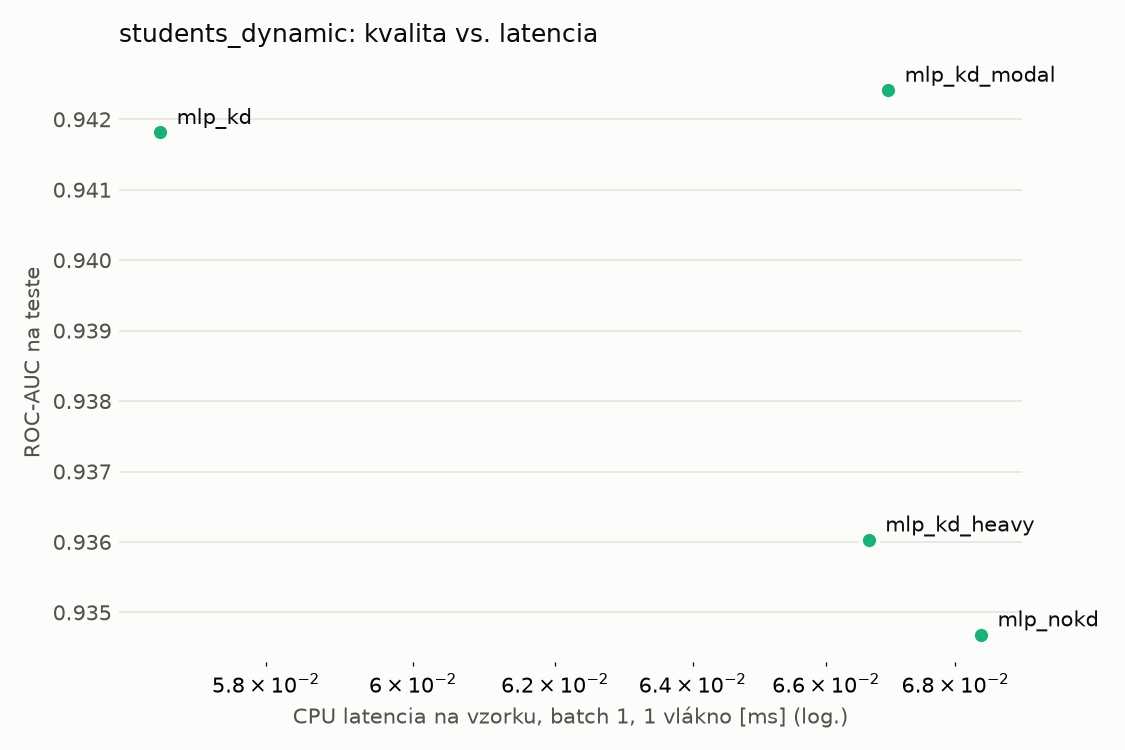 students_dynamic: kvalita vs. latencia
mlp_kd_modal
mlp_kd
0.942
0.941
0.940
0.939
0.938
0.937
mlp_kd_heavy
0.936
0.935
mlp_nokd
ROC-AUC na teste
5.8 × 10⁻² 6 × 10⁻² 6.2 × 10⁻² 6.4 × 10⁻² 6.6 × 10⁻² 6.8 × 10⁻²
CPU latencia na vzorku, batch 1, 1 vlákno [ms] (log.)